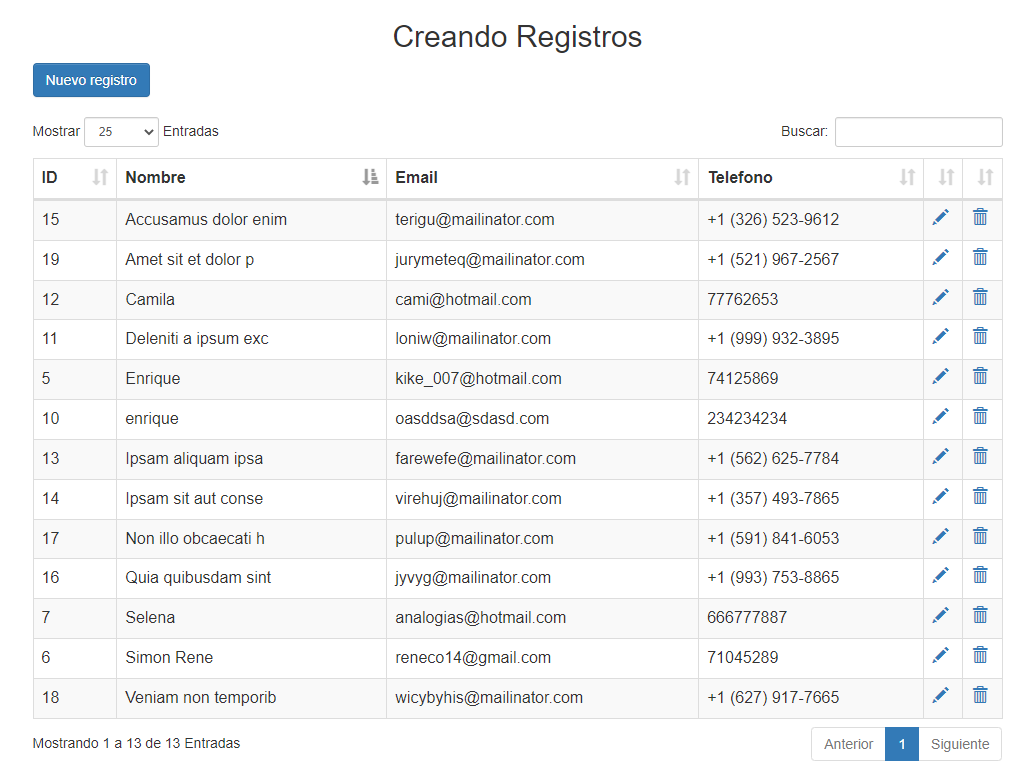 Creando Registros
Nuevo registro
Mostrar 25 Entradas Buscar:
ID Nombre Email Telefono
15 Accusamus dolor enim terigu@mailinator.com +1 (326) 523-9612
19 Amet sit et dolor p jurymeteq@mailinator.com +1 (521) 967-2567
12 Camila cami@hotmail.com 77762653
11 Deleniti a ipsum exc loniw@mailinator.com +1 (999) 932-3895
5 Enrique kike_007@hotmail.com 74125869
10 enrique oasddsa@sdasd.com 234234234
13 Ipsam aliquam ipsa farewefe@mailinator.com +1 (562) 625-7784
14 Ipsam sit aut conse virehuj@mailinator.com +1 (357) 493-7865
17 Non illo obcaecati h pulup@mailinator.com +1 (591) 841-6053
16 Quia quibusdam sint jyvyg@mailinator.com +1 (993) 753-8865
7 Selena analogias@hotmail.com 666777887
6 Simon Rene reneco14@gmail.com 71045289
18 Veniam non temporib wicybyhis@mailinator.com +1 (627) 917-7665
Mostrando 1 a 13 de 13 Entradas Anterior 1 Siguiente